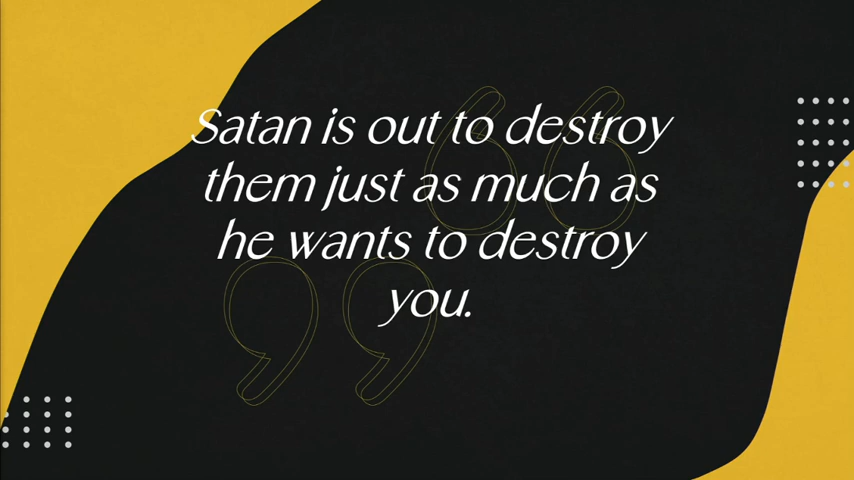 Satan is out to destroy
them just as much as
he wants to destroy
you.